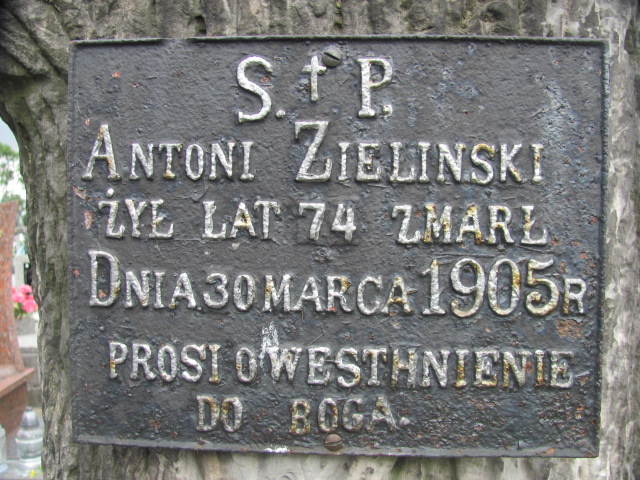 S. † P.
ANTONI ZIELINSKI
ŻYŁ LAT 74 ZMARŁ
DNIA 30 MARCA 1905 R
PROSI O WESTHNIENIE
DO BOGA.